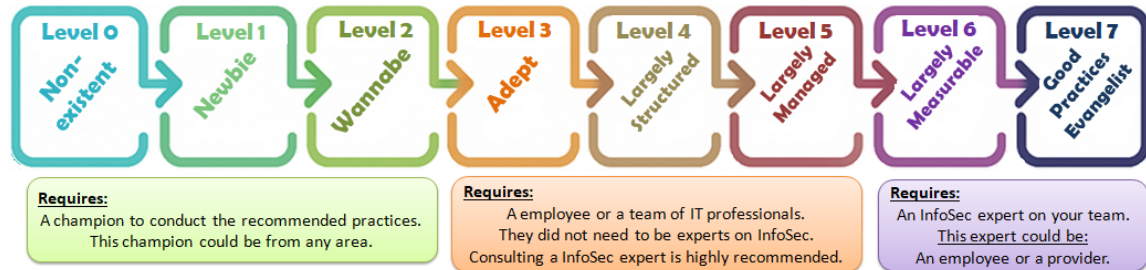 Level 0
Non-
existent
Level 1
Newbie
Level 2
Wannabe
Level 3
Adept
Level 4
Largely
Structured
Level 5
Largely
Managed
Level 6
Largely
Measurable
Level 7
Good
Practices
Evangelist
Requires:
A champion to conduct the recommended practices.
This champion could be from any area.
Requires:
A employee or a team of IT professionals.
They did not need to be experts on InfoSec.
Consulting a InfoSec expert is highly recommended.
Requires:
An InfoSec expert on your team.
This expert could be:
An employee or a provider.